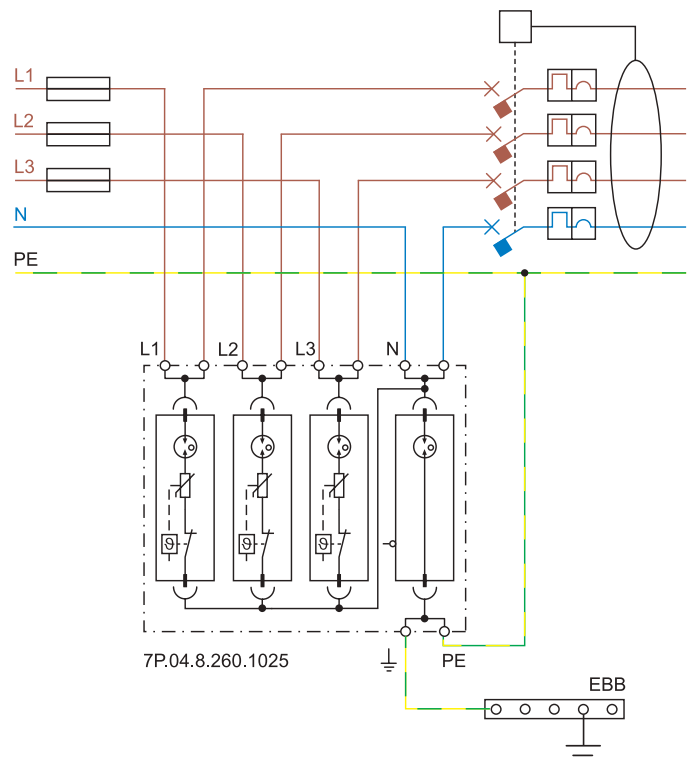 L1
L2
L3
N
PE
L1 L2 L3 N
ϑ ϑ ϑ
7P.04.8.260.1025
PE
EBB